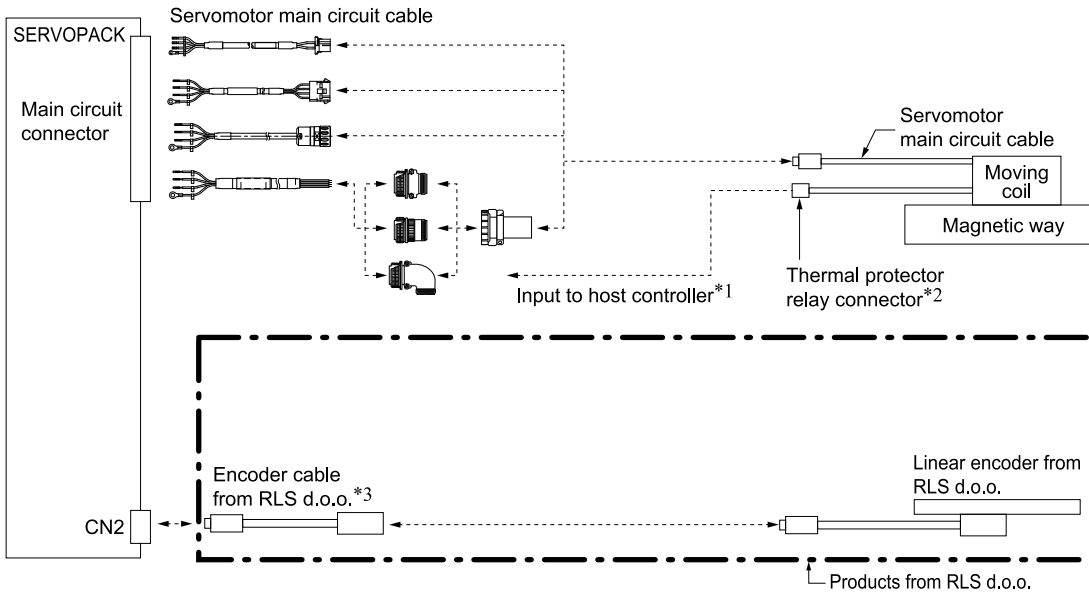 Servomotor main circuit cable
SERVOPACK
Main circuit
connector
Servomotor
main circuit cable
Moving
coil
Magnetic way
Input to host controller*1
Thermal protector
relay connector*2
Encoder cable
from RLS d.o.o.*3
Linear encoder from
RLS d.o.o.
CN2
Products from RLS d.o.o.